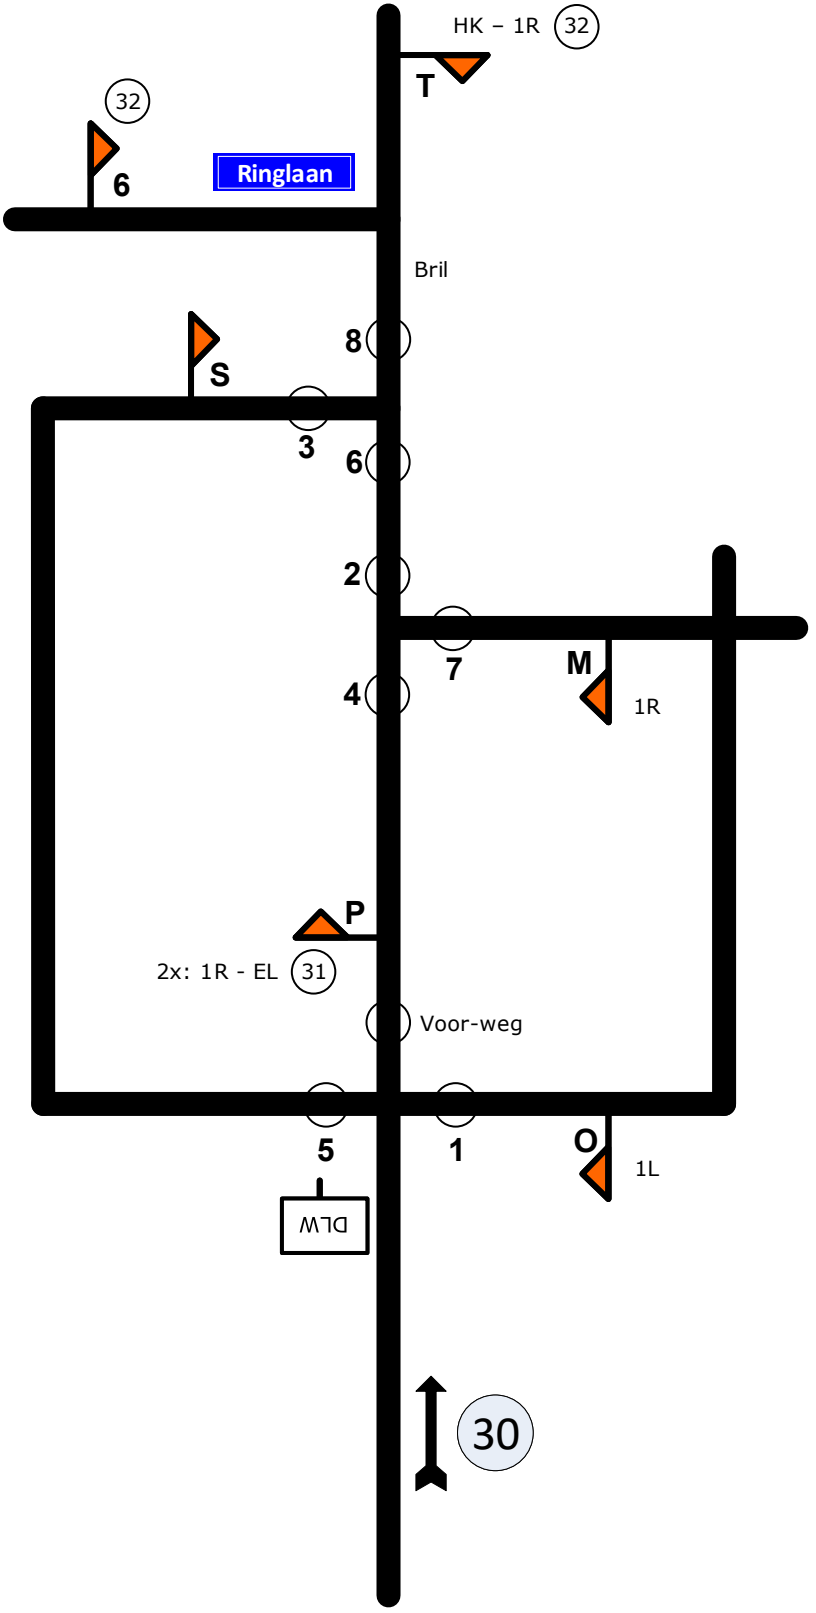 HK – 1R 32
T
32
6
Ringlaan
Bril
8
S
3
6
2
7
M
1R
4
P
2x: 1R - EL 31
Voor-weg
5
1
O
1L
DLW
30